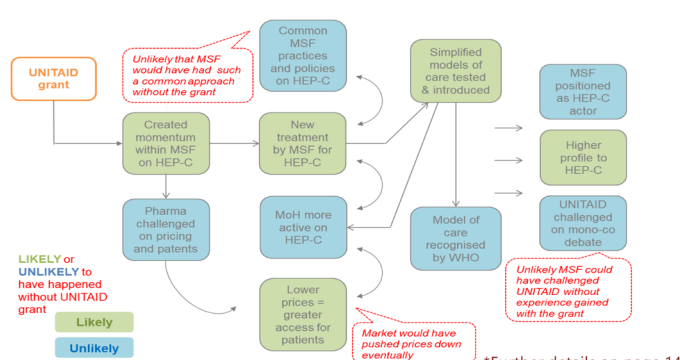 UNITAID
grant
Unlikely that MSF
would have had such
a common approach
without the grant
Common
MSF
practices
and policies
on HEP-C
Simplified
models of
care tested
& introduced
MSF
positioned
as HEP-C
actor
Created
momentum
within MSF
on HEP-C
New
treatment
by MSF for
HEP-C
Higher
profile to
HEP-C
Pharma
challenged
on pricing
and patents
MoH more
active on
HEP-C
Model of
care
recognised
by WHO
UNITAID
challenged
on mono-co
debate
LIKELY or
UNLIKELY to
have happened
without UNITAID
grant
Likely
Unlikely
Lower
prices =
greater
access for
patients
Market would have
pushed prices down
eventually
Unlikely MSF could
have challenged
UNITAID without
experience gained
with the grant